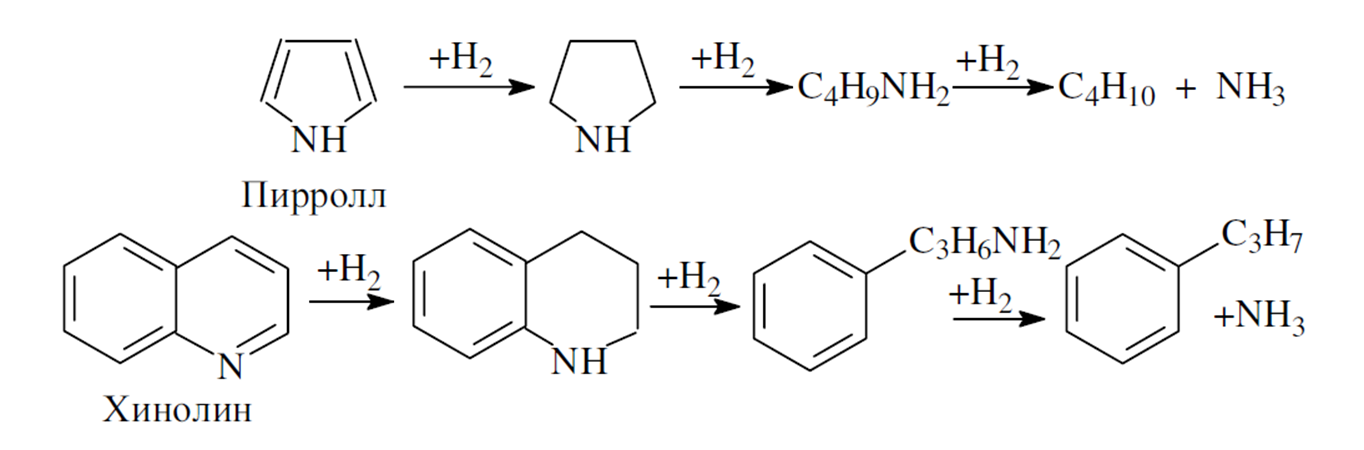 +H2 +H2 C4H9NH2 +H2 C4H10 + NH3
NH NH
Пирролл
C3H6NH2 C3H7
+H2 +H2 +H2 +NH3
N NH
Хинолин